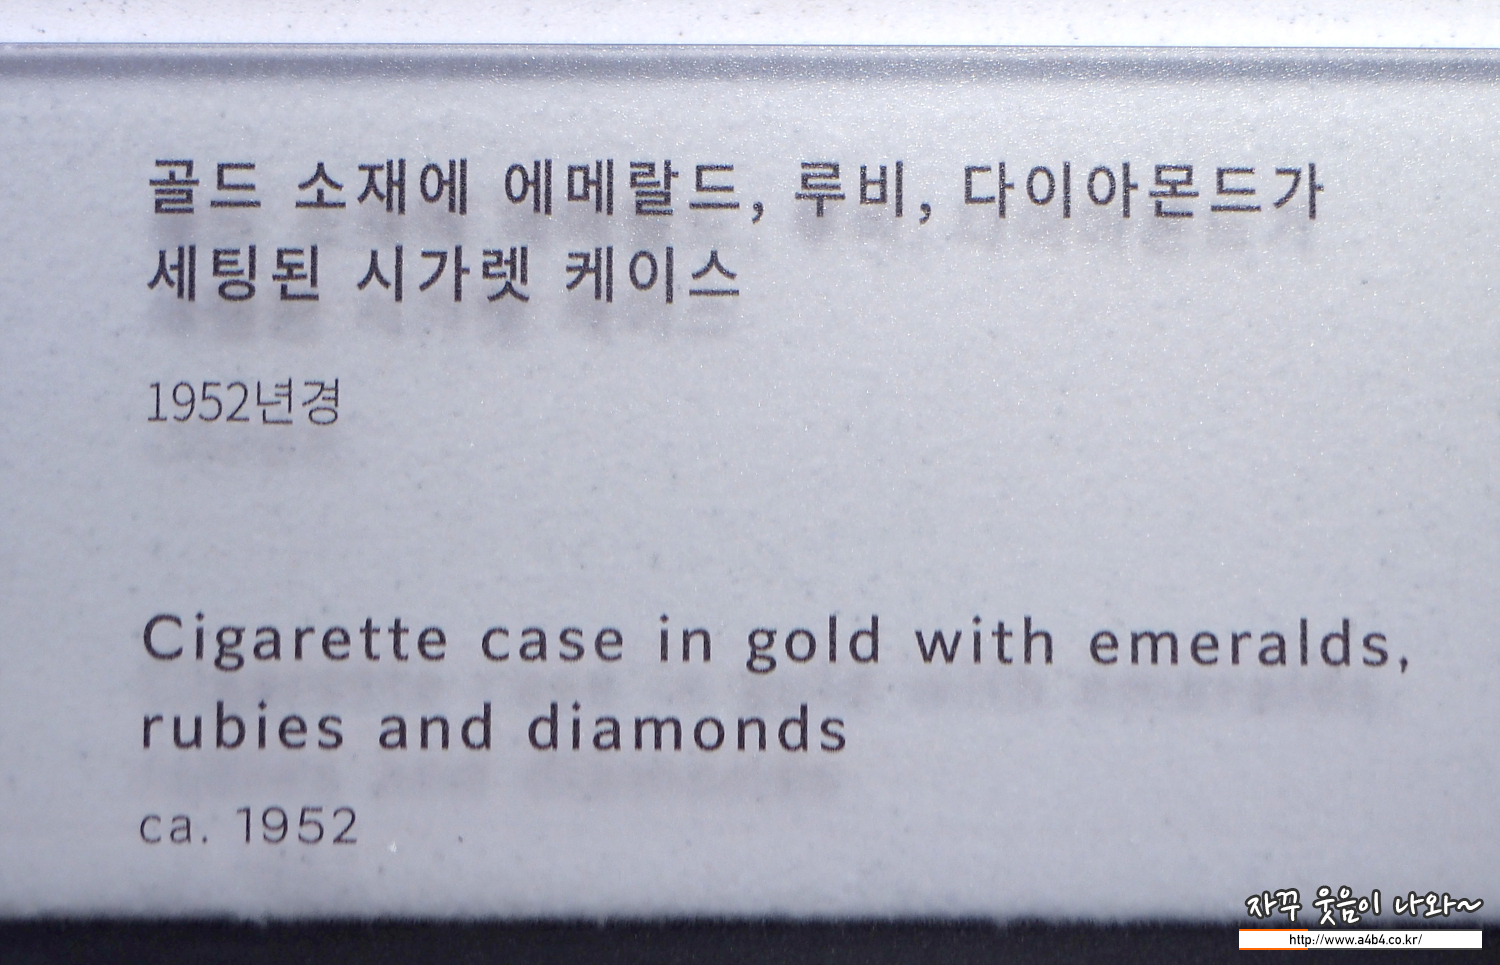 골드 소재에 에메랄드, 루비, 다이아몬드가
세팅된 시가렛 케이스
1952년경
Cigarette case in gold with emeralds,
rubies and diamonds
ca. 1952
자꾸 웃음이 나와~
http://www.a4b4.co.kr/